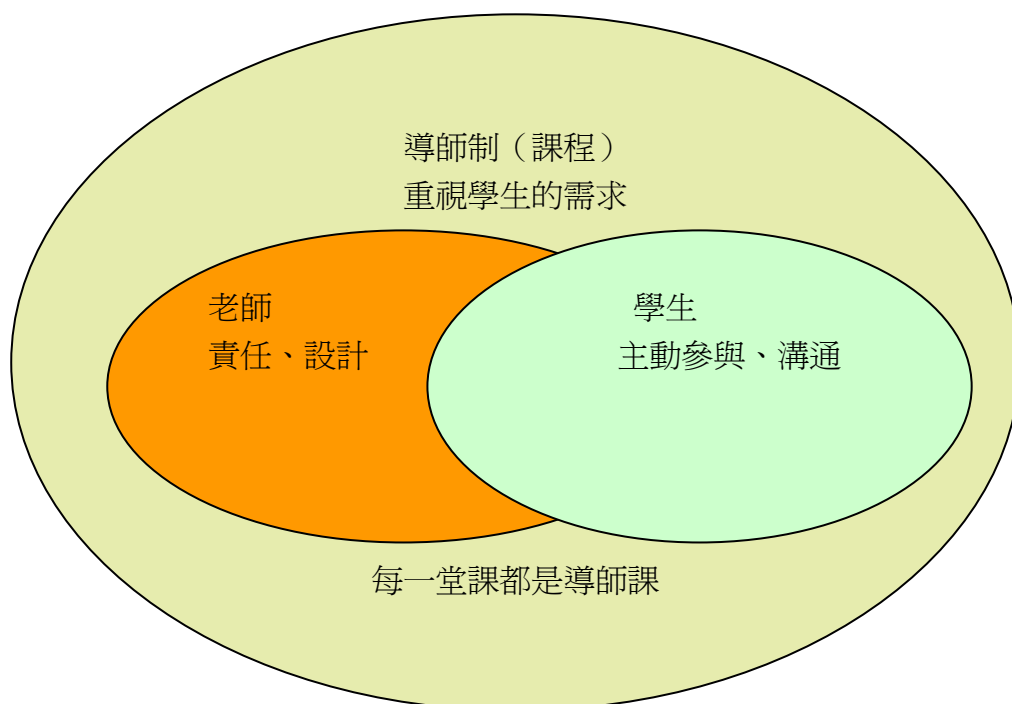 導師制（課程）
重視學生的需求
老師
責任、設計
學生
主動參與、溝通
每一堂課都是導師課